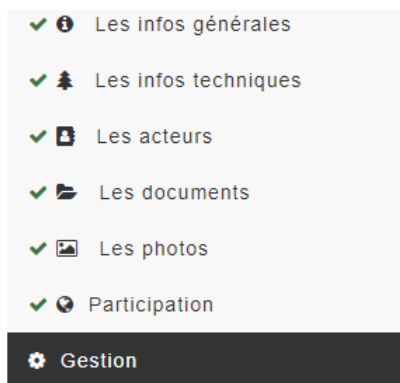 Les infos générales
Les infos techniques
Les acteurs
Les documents
Les photos
Participation
Gestion